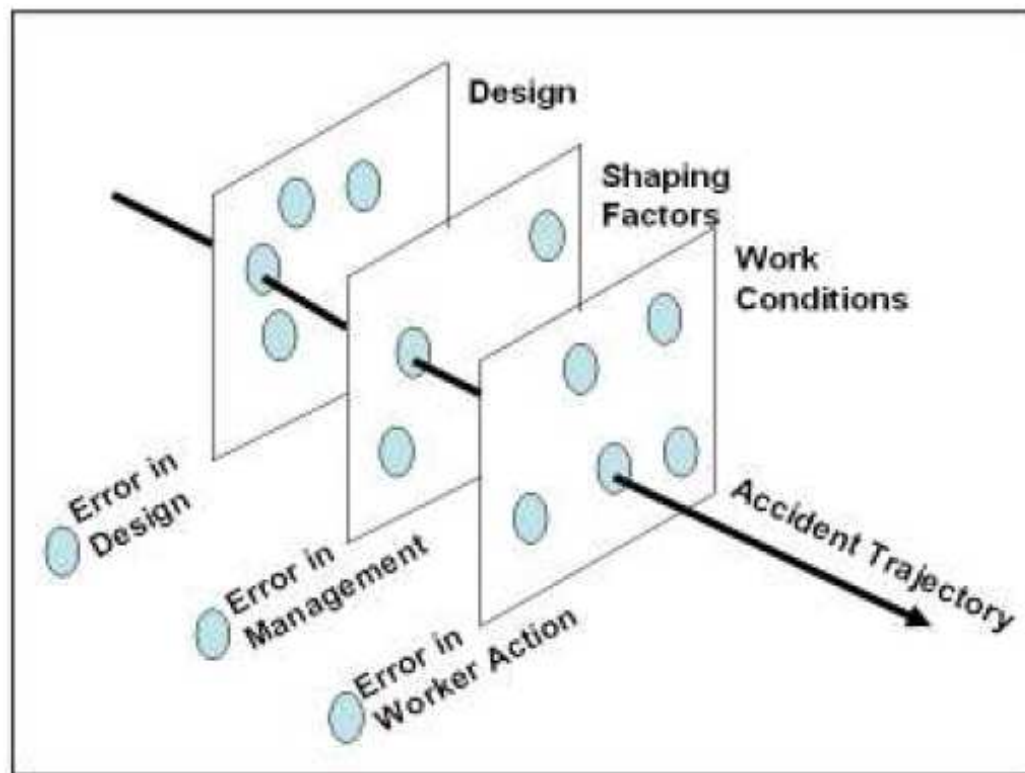 Design
Shaping
Factors
Work
Conditions
Error in
Design
Error in
Management
Error in
Worker Action
Accident Trajectory